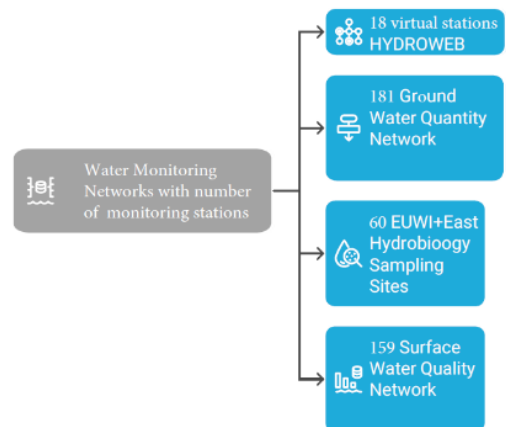 Water Monitoring
Networks with number
of monitoring stations
18 virtual stations
HYDROWEB
181 Ground
Water Quantity
Network
60 EUWI+East
Hydrobioogy
Sampling
Sites
159 Surface
Water Quality
Network